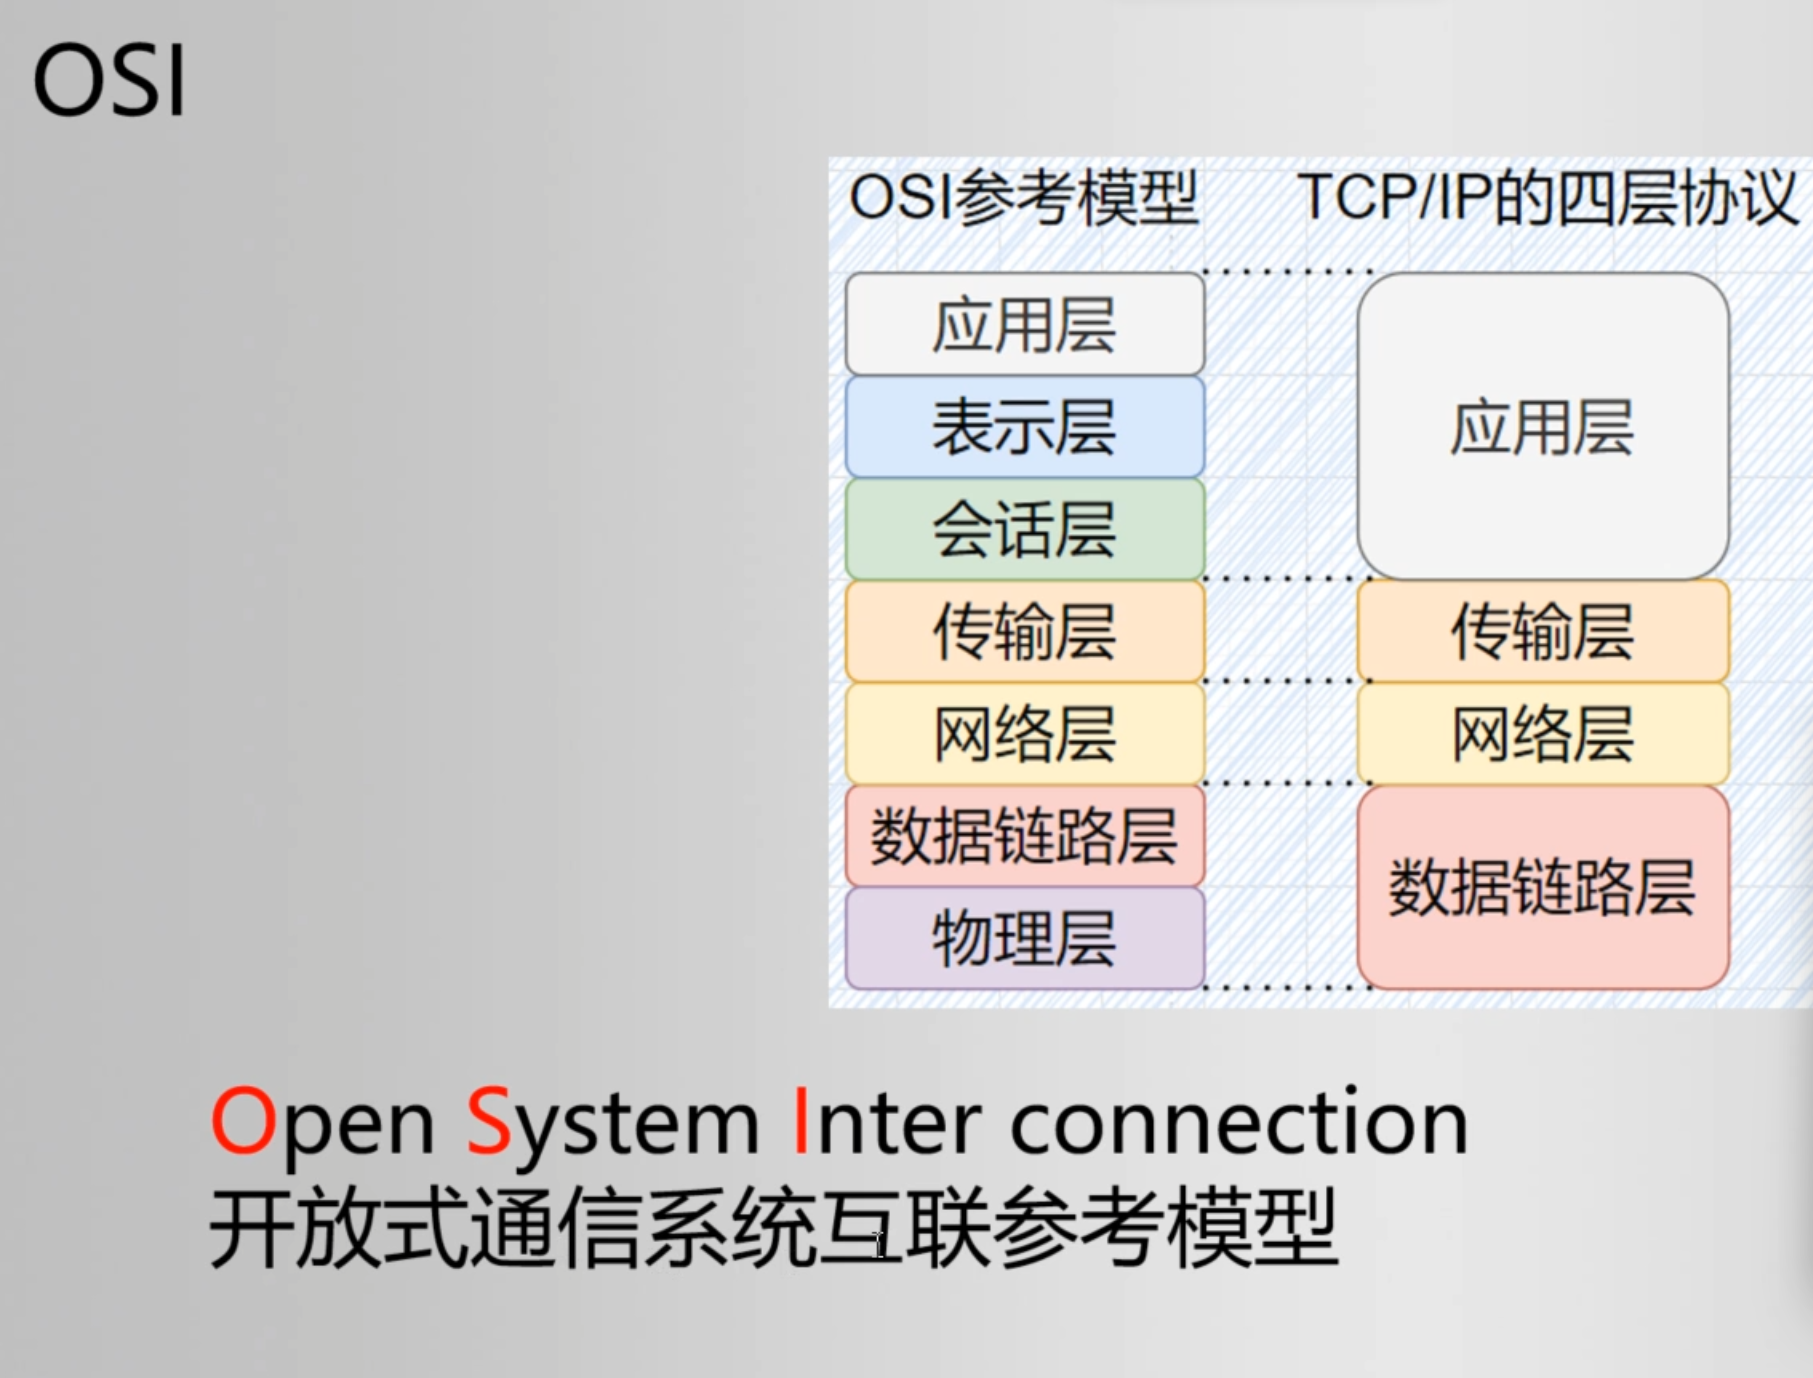 OSI
OSI参考模型
TCP/IP的四层协议
应用层
表示层
会话层
传输层
网络层
数据链路层
物理层
应用层
传输层
网络层
数据链路层
Open System Inter connection
开放式通信系统互联参考模型